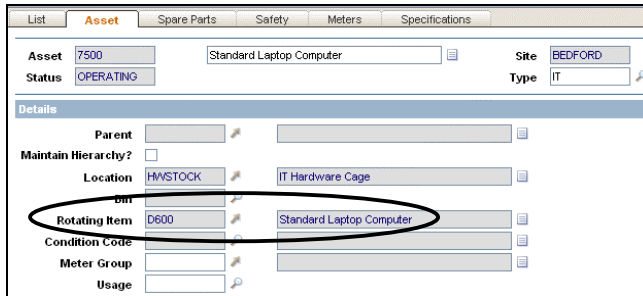 List Asset Spare Parts Safety Meters Specifications
Asset 7500 Standard Laptop Computer Site BEDFORD
Status OPERATING Type IT
Details
Parent
Maintain Hierarchy?
Location HWSTOCK IT Hardware Cage
Bin
Rotating Item D600 Standard Laptop Computer
Condition Code
Meter Group
Usage